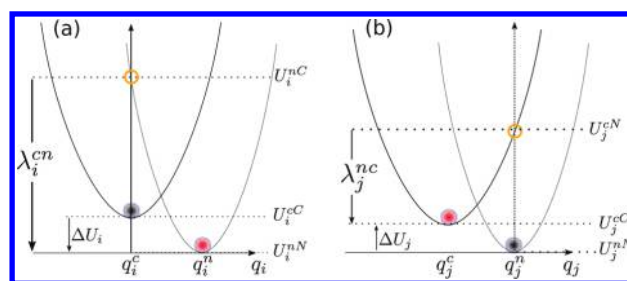 (a)
U_i^{nC}
λ_i^{cn}
U_i^{cC}
ΔU_i
U_i^{nN}
q_i^c q_i^n q_i
(b)
U_j^{cN}
λ_j^{nc}
U_j^{cC}
ΔU_j
U_j^{nN}
q_j^c q_j^n q_j